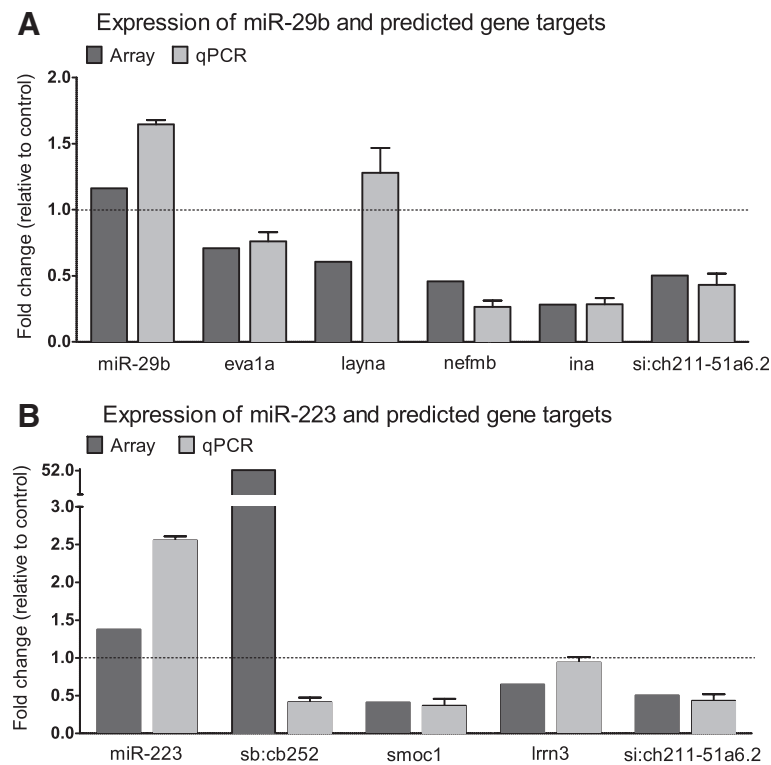 A
Expression of miR-29b and predicted gene targets
Array
qPCR
Fold change (relative to control)
2.0
1.5
1.0
0.5
0.0
miR-29b
eva1a
layna
nefmb
ina
si:ch211-51a6.2
B
Expression of miR-223 and predicted gene targets
Array
qPCR
Fold change (relative to control)
52.0
3.0
2.5
2.0
1.5
1.0
0.5
0.0
miR-223
sb:cb252
smoc1
lrrn3
si:ch211-51a6.2